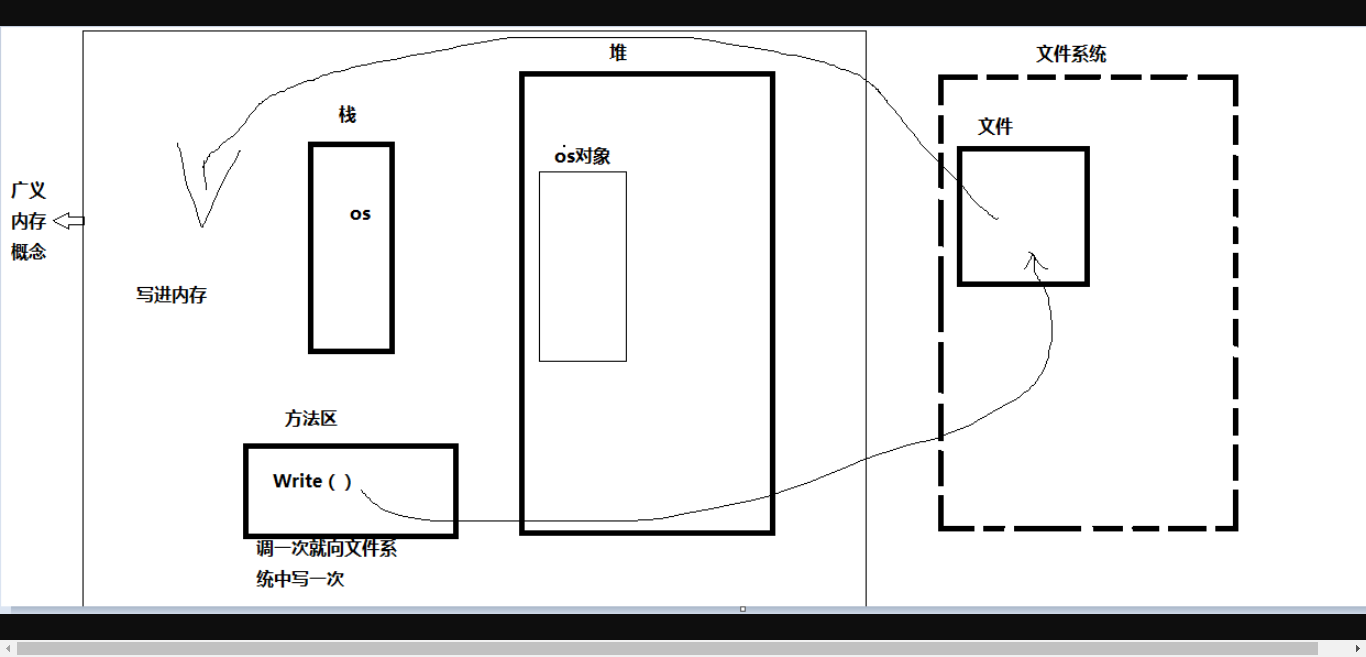 堆
文件系统
栈
文件
os对象
广义
内存
概念
os
写进内存
方法区
Write ( )
调一次就向文件系
统中写一次